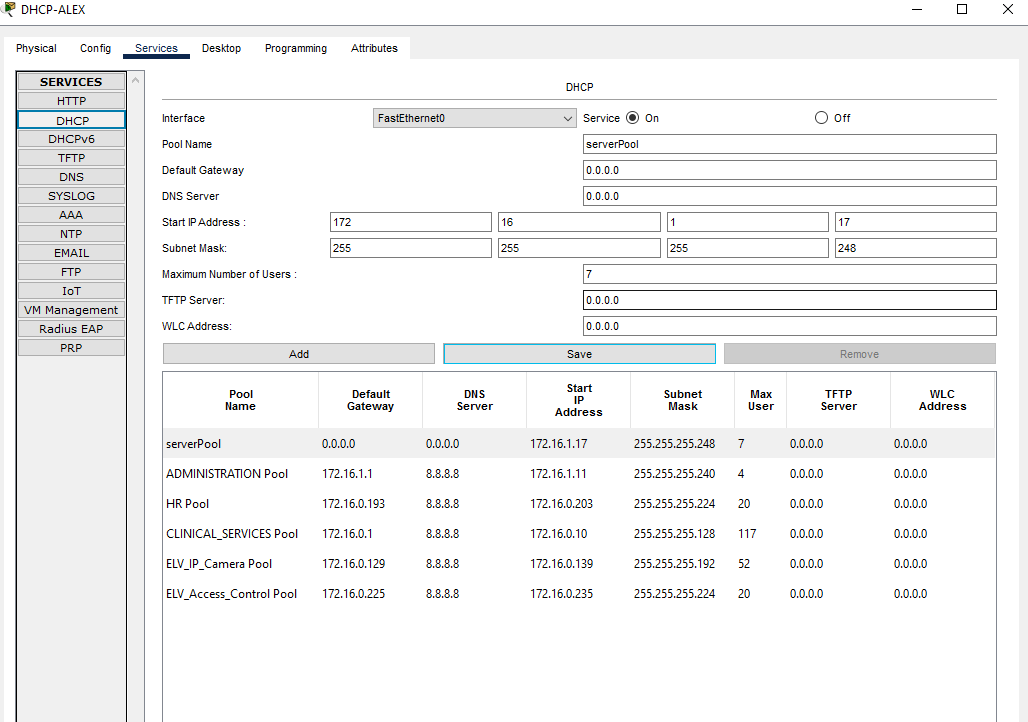 DHCP-ALEX
Physical Config Services Desktop Programming Attributes
SERVICES
HTTP
DHCP
DHCPv6
TFTP
DNS
SYSLOG
AAA
NTP
EMAIL
FTP
IoT
VM Management
Radius EAP
PRP
DHCP
Interface FastEthernet0 Service On Off
Pool Name serverPool
Default Gateway 0.0.0.0
DNS Server 0.0.0.0
Start IP Address : 172 16 1 17
Subnet Mask: 255 255 255 248
Maximum Number of Users : 7
TFTP Server: 0.0.0.0
WLC Address: 0.0.0.0
Add Save Remove
Pool Name Default Gateway DNS Server Start IP Address Subnet Mask Max User TFTP Server WLC Address
serverPool 0.0.0.0 0.0.0.0 172.16.1.17 255.255.255.248 7 0.0.0.0 0.0.0.0
ADMINISTRATION Pool 172.16.1.1 8.8.8.8 172.16.1.11 255.255.255.240 4 0.0.0.0 0.0.0.0
HR Pool 172.16.0.193 8.8.8.8 172.16.0.203 255.255.255.224 20 0.0.0.0 0.0.0.0
CLINICAL_SERVICES Pool 172.16.0.1 8.8.8.8 172.16.0.10 255.255.255.128 117 0.0.0.0 0.0.0.0
ELV_IP_Camera Pool 172.16.0.129 8.8.8.8 172.16.0.139 255.255.255.192 52 0.0.0.0 0.0.0.0
ELV_Access_Control Pool 172.16.0.225 8.8.8.8 172.16.0.235 255.255.255.224 20 0.0.0.0 0.0.0.0